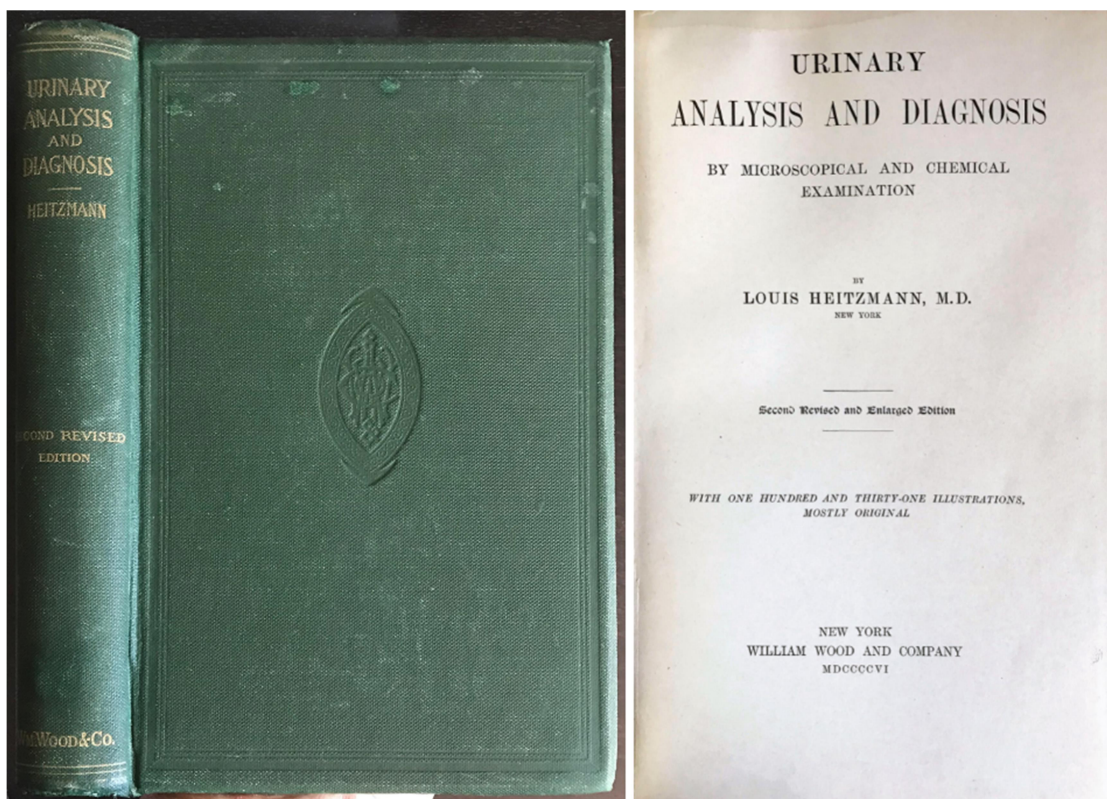 URINARY
ANALYSIS
AND
DIAGNOSIS
HEITZMANN
REVISED
EDITION
WOOD & CO.
URINARY
ANALYSIS AND DIAGNOSIS
BY MICROSCOPICAL AND CHEMICAL
EXAMINATION
BY
LOUIS HEITZMANN, M.D.
NEW YORK
Second Revised and Enlarged Edition
WITH ONE HUNDRED AND THIRTY-ONE ILLUSTRATIONS,
MOSTLY ORIGINAL
NEW YORK
WILLIAM WOOD AND COMPANY
MDCCCCVI